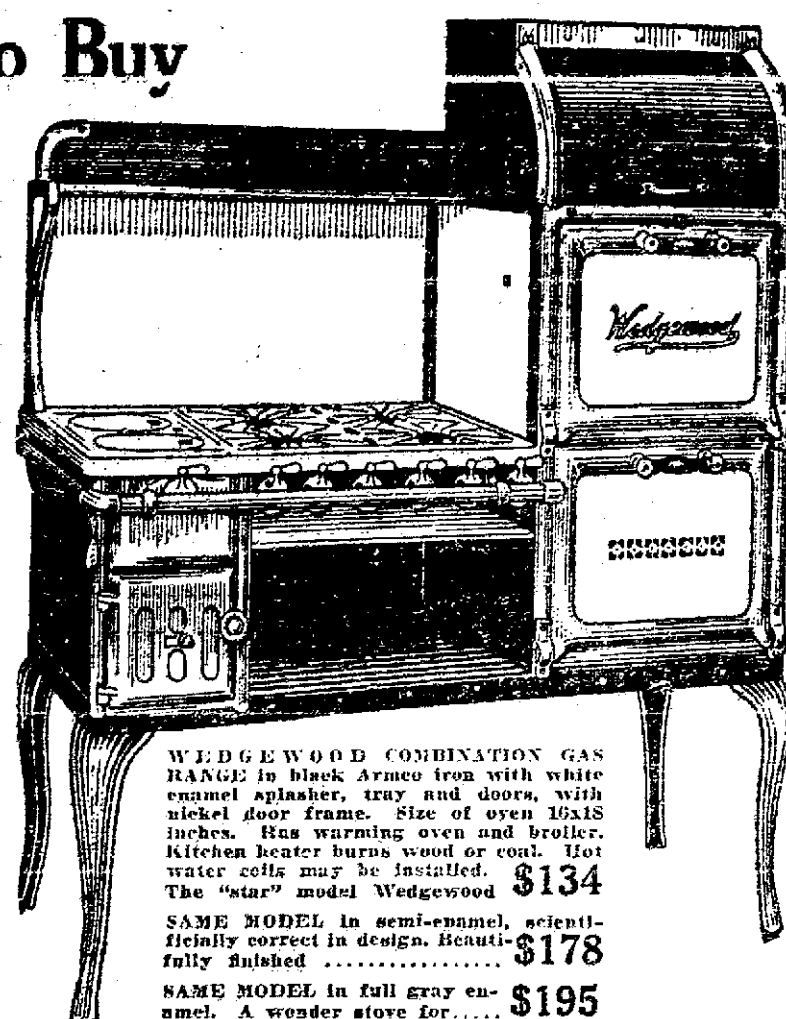 o Buy
Wedgewood
WEDGEWOOD COMBINATION GAS
RANGE in black Armco iron with white
enamel splasher, tray and doors, with
nickel door frame. Size of oven 16x18
inches. Has warming oven and broiler.
Kitchen heater burns wood or coal. Hot
water coils may be installed.
The "star" model Wedgewood $134
SAME MODEL in semi-enamel, scienti-
ficially correct in design. Beauti-
fully finished ................. $178
SAME MODEL in full gray en-
amel. A wonder stove for..... $195